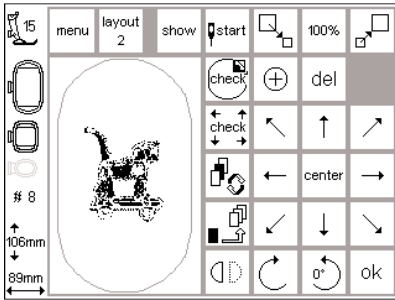 15
menu
layout
2
show
start
100%
check
del
check
center
# 8
106mm
89mm
0°
ok